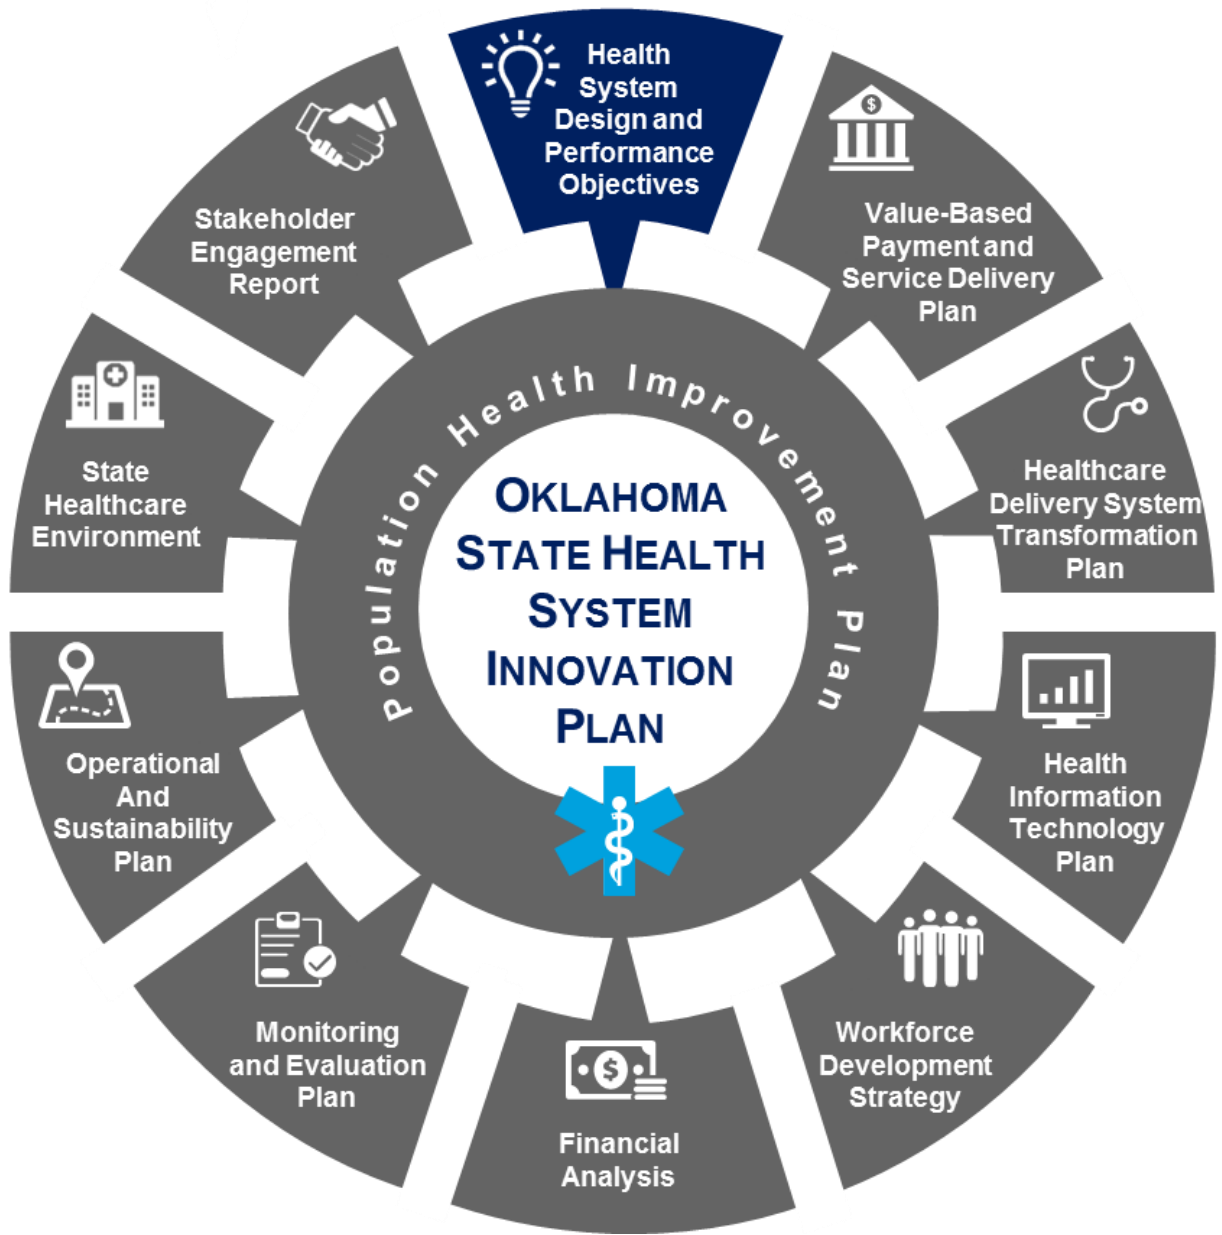 Health
System
Design and
Performance
Objectives
Value-Based
Payment and
Service Delivery
Plan
Healthcare
Delivery System
Transformation
Plan
Health
Information
Technology
Plan
Workforce
Development
Strategy
Financial
Analysis
Monitoring
and Evaluation
Plan
Operational
And
Sustainability
Plan
State
Healthcare
Environment
Stakeholder
Engagement
Report
Population Health Improvement Plan
OKLAHOMA
STATE HEALTH
SYSTEM
INNOVATION
PLAN
$
$